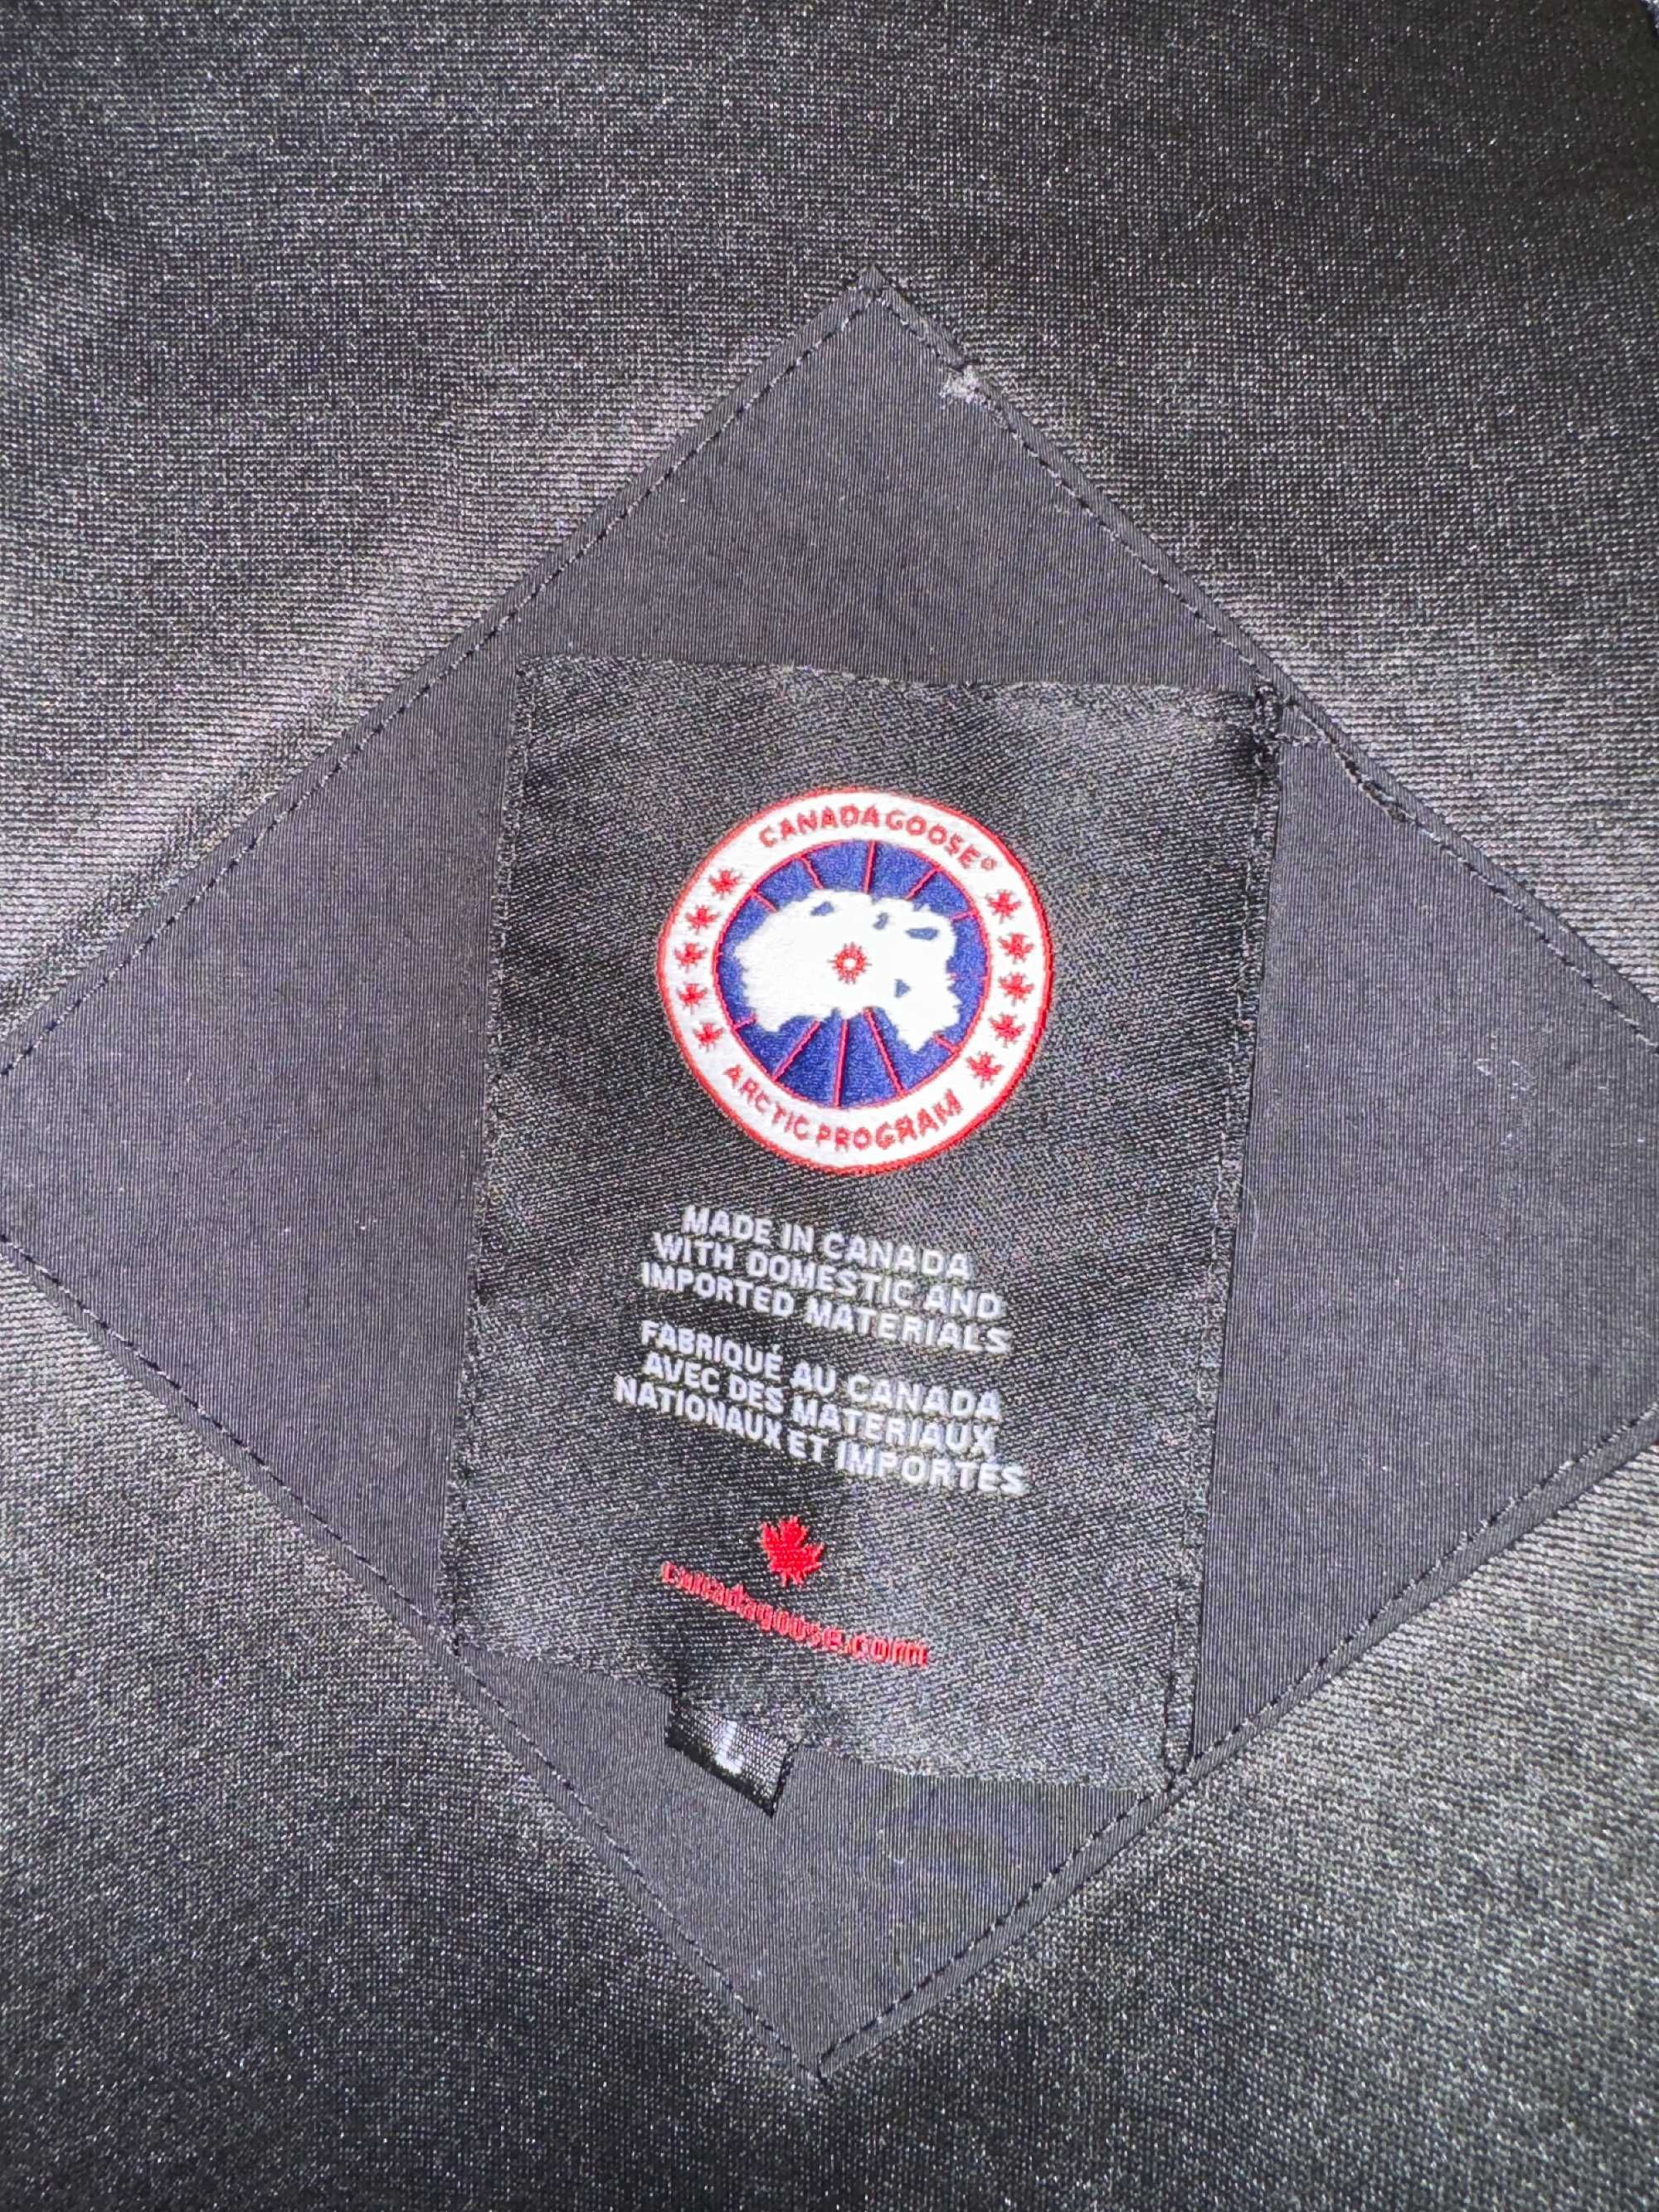 CANADA GOOSE®
ARCTIC PROGRAM
MADE IN CANADA
WITH DOMESTIC AND
IMPORTED MATERIALS
FABRIQUÉ AU CANADA
AVEC DES MATERIAUX
NATIONAUX ET IMPORTES
canadagoose.com
L